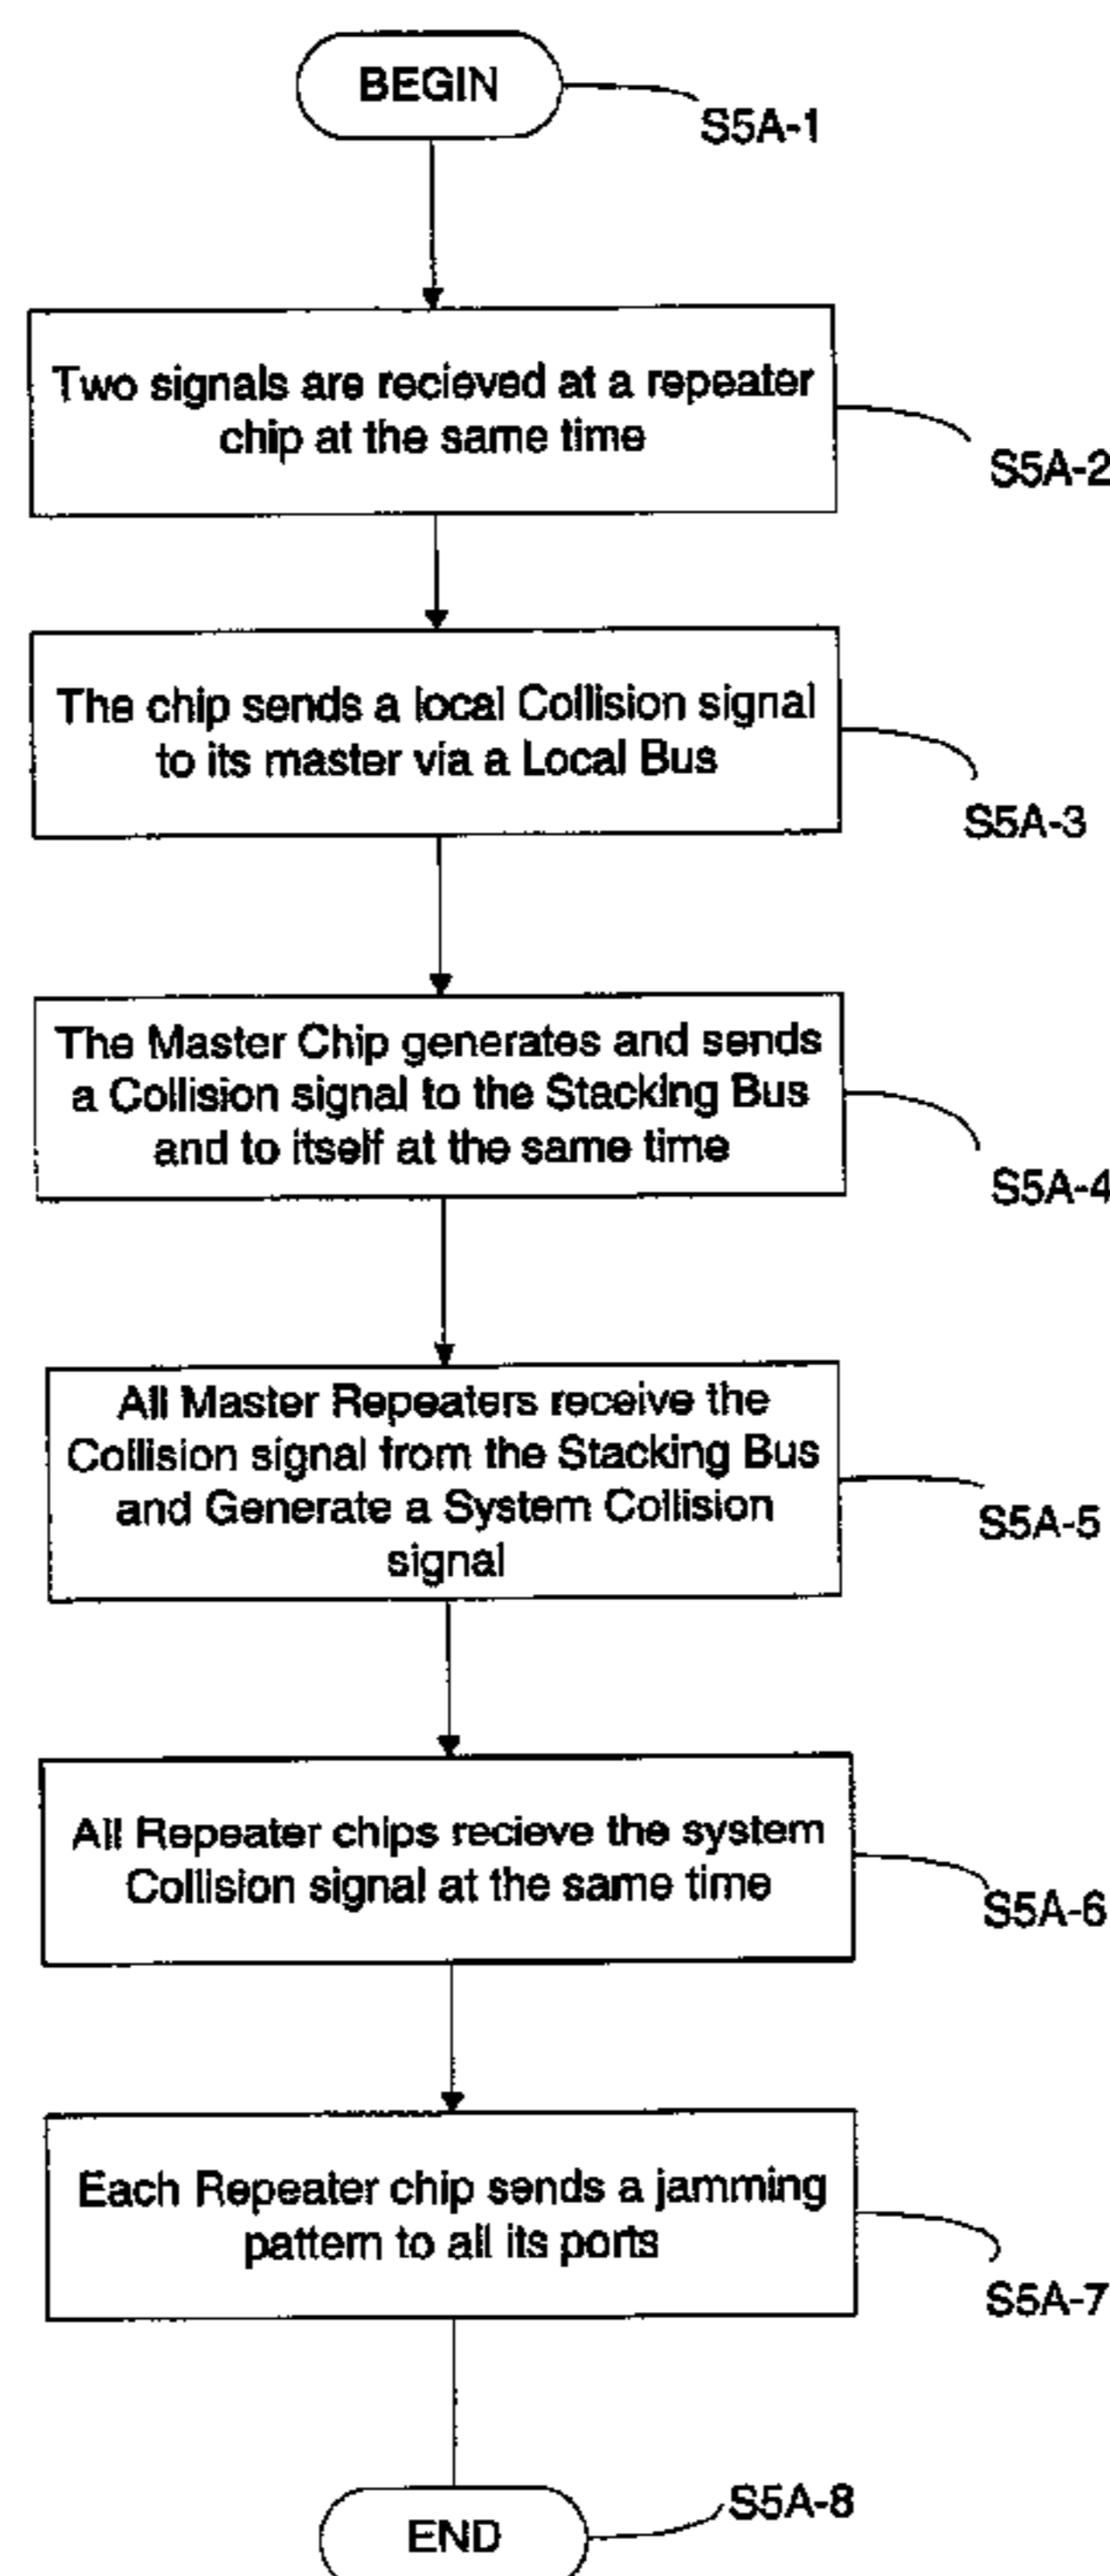 BEGIN
S5A-1
Two signals are recieved at a repeater
chip at the same time
S5A-2
The chip sends a local Collision signal
to its master via a Local Bus
S5A-3
The Master Chip generates and sends
a Collision signal to the Stacking Bus
and to itself at the same time
S5A-4
All Master Repeaters receive the
Collision signal from the Stacking Bus
and Generate a System Collision
signal
S5A-5
All Repeater chips recieve the system
Collision signal at the same time
S5A-6
Each Repeater chip sends a jamming
pattern to all its ports
S5A-7
END
S5A-8